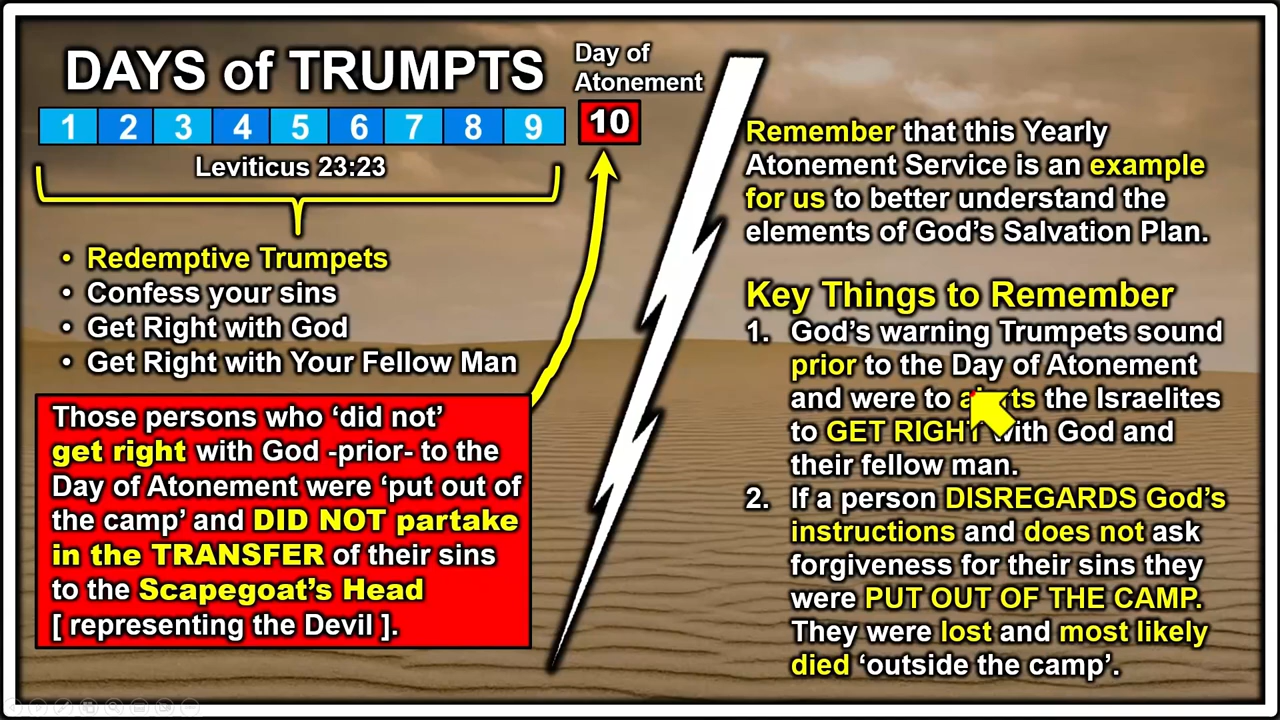 DAYS of TRUMPTS
Day of
Atonement
1 2 3 4 5 6 7 8 9
10
Leviticus 23:23
• Redemptive Trumpets
• Confess your sins
• Get Right with God
• Get Right with Your Fellow Man
Those persons who ‘did not’
get right with God -prior- to the
Day of Atonement were ‘put out of
the camp’ and DID NOT partake
in the TRANSFER of their sins
to the Scapegoat’s Head
[ representing the Devil ].
Remember that this Yearly
Atonement Service is an example
for us to better understand the
elements of God’s Salvation Plan.
Key Things to Remember
1. God’s warning Trumpets sound
prior to the Day of Atonement
and were to alerts the Israelites
to GET RIGHT with God and
their fellow man.
2. If a person DISREGARDS God’s
instructions and does not ask
forgiveness for their sins they
were PUT OUT OF THE CAMP.
They were lost and most likely
died ‘outside the camp’.